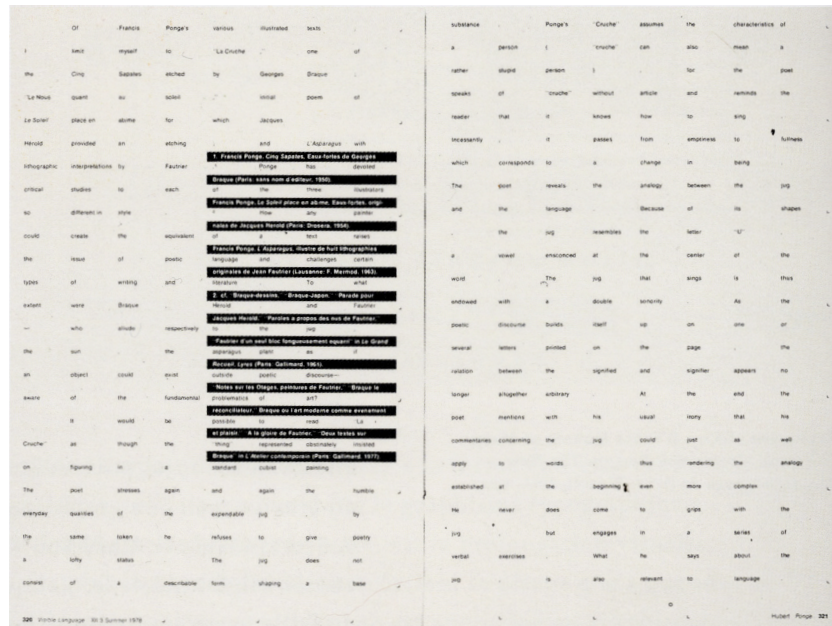 Of Francis Ponge's various illustrated texts
I limit myself to "La Cruche" one of
the Cinq Sapates etched by Georges Braque
"Le Nous quant au soleil initial poem of
Le Soleil place en abime for which Jacques
Hérold provided an etching and L'Asparagus with
1. Francis Ponge, Cinq Sapates, Eaux-fortes de Georges
lithographic interpretations by Fautrier Ponge has devoted
Braque (Paris: sans nom d'editeur, 1950)
critical studies to each of the three illustrators
Francis Ponge, Le Soleil place en abime, Eaux-fortes, origi-
so different in style How any painter
nales de Jacques Herold (Paris: Drosera, 1954)
could create the equivalent of a text raises
Francis Ponge, L'Asparagus, illustre de huit lithographies
the issue of poetic language and challenges certain
originales de Jean Fautrier (Lausanne: F. Mermod, 1963)
types of writing and literature To what
2. cf. "Braque-dessins," "Braque-Japon," "Parade pour
extent were Braque Herold and Fautrier
Jacques Herold," "Paroles a propos des nus de Fautrier,"
— who allude respectively to the jug
"Fautrier d'un seul bloc fougueusement equarri" in Le Grand
the sun the asparagus plant as if
Recueil, Lyres (Paris: Gallimard, 1961)
an object could exist outside poetic discourse—
"Notes sur les Otages, peintures de Fautrier," "Braque le
aware of the fundamental problematics of art?
reconciliateur," Braque ou l'art moderne comme evenement
It would be possible to read "La
et plaisir" "A la gloire de Fautrier," "Deux textes sur
Cruche" as though the 'thing' represented obstinately insisted
Braque" in L'Atelier contemporain (Paris: Gallimard, 1977)
on figuring in a standard cubist painting
The poet stresses again and again the humble
everyday qualities of the expendable jug by
the same token he refuses to give poetry
a lofty status The jug does not
consist of a describable form shaping a base
320 Visible Language XII 3 Summer 1978
substance Ponge's "Cruche" assumes the characteristics of
a person ( "cruche" can also mean a
rather stupid person ) for the poet
speaks of "cruche" without article and reminds the
reader that it knows how to sing
incessantly it passes from emptiness to fullness
which corresponds to a change in being
The poet reveals the analogy between the jug
and the language Because of its shapes
the jug resembles the letter "U"
a vowel ensconced at the center of the
word The jug that sings is thus
endowed with a double sonority As the
poetic discourse builds itself up on one or
several letters printed on the page the
relation between the signified and signifier appears no
longer altogether arbitrary At the end the
poet mentions with his usual irony that his
commentaries concerning the jug could just as well
apply to words thus rendering the analogy
established at the beginning even more complex
He never does come to grips with the
jug but engages in a series of
verbal exercises What he says about the
jug is also relevant to language
Hubert Ponge 321